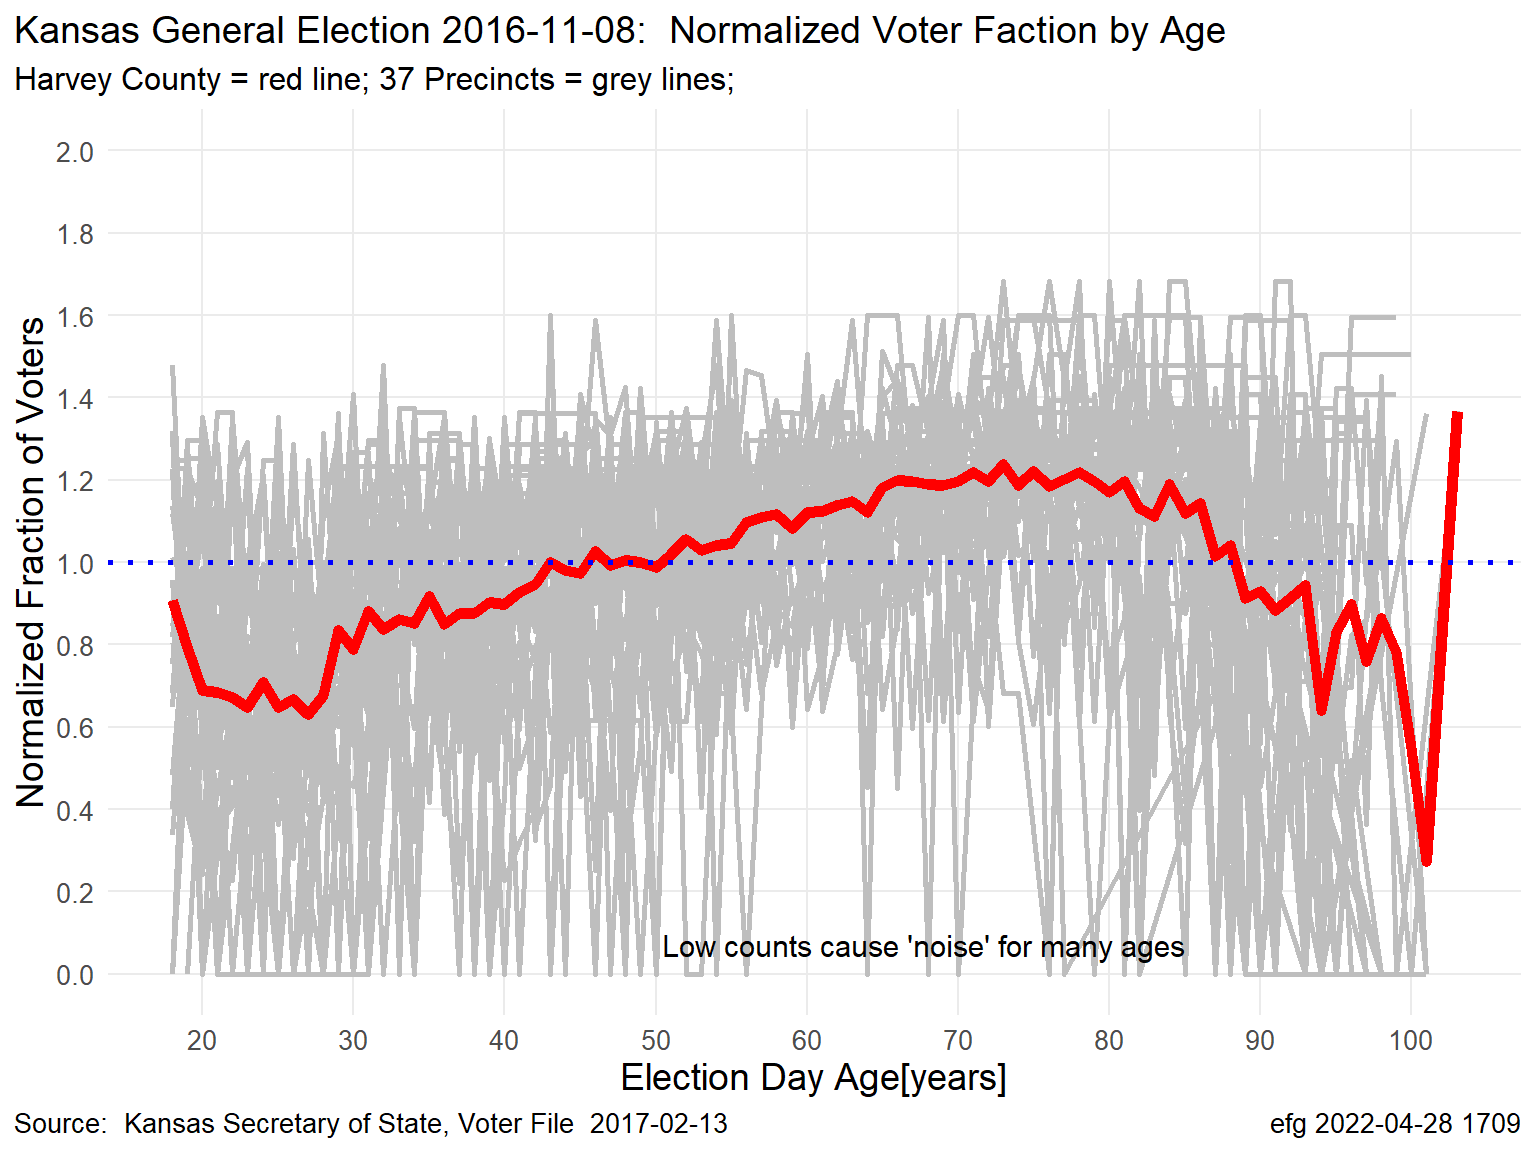 Kansas General Election 2016-11-08:  Normalized Voter Faction by Age
Harvey County = red line; 37 Precincts = grey lines;
Normalized Fraction of Voters
2.0
1.8
1.6
1.4
1.2
1.0
0.8
0.6
0.4
0.2
0.0
Low counts cause 'noise' for many ages
20 30 40 50 60 70 80 90 100
Election Day Age[years]
Source:  Kansas Secretary of State, Voter File  2017-02-13
efg 2022-04-28 1709